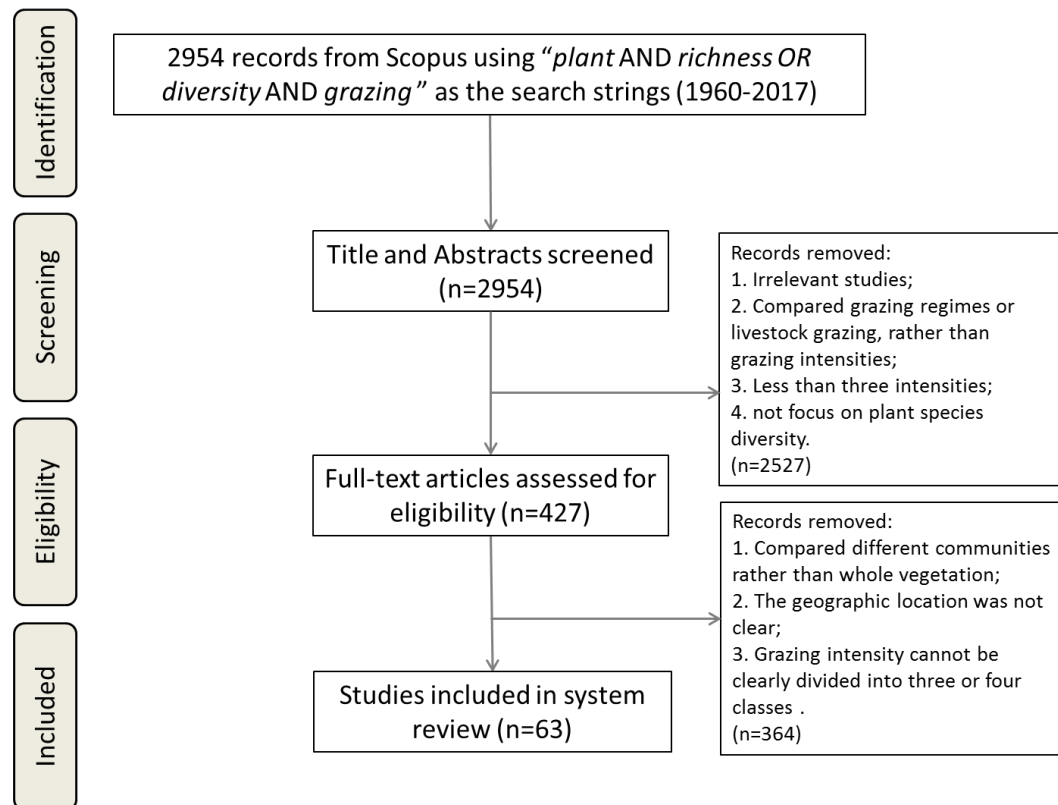 Identification
2954 records from Scopus using “plant AND richness OR
diversity AND grazing” as the search strings (1960-2017)
Screening
Title and Abstracts screened
(n=2954)
Records removed:
1. Irrelevant studies;
2. Compared grazing regimes or
livestock grazing, rather than
grazing intensities;
3. Less than three intensities;
4. not focus on plant species
diversity.
(n=2527)
Eligibility
Full-text articles assessed for
eligibility (n=427)
Records removed:
1. Compared different communities
rather than whole vegetation;
2. The geographic location was not
clear;
3. Grazing intensity cannot be
clearly divided into three or four
classes .
(n=364)
Included
Studies included in system
review (n=63)